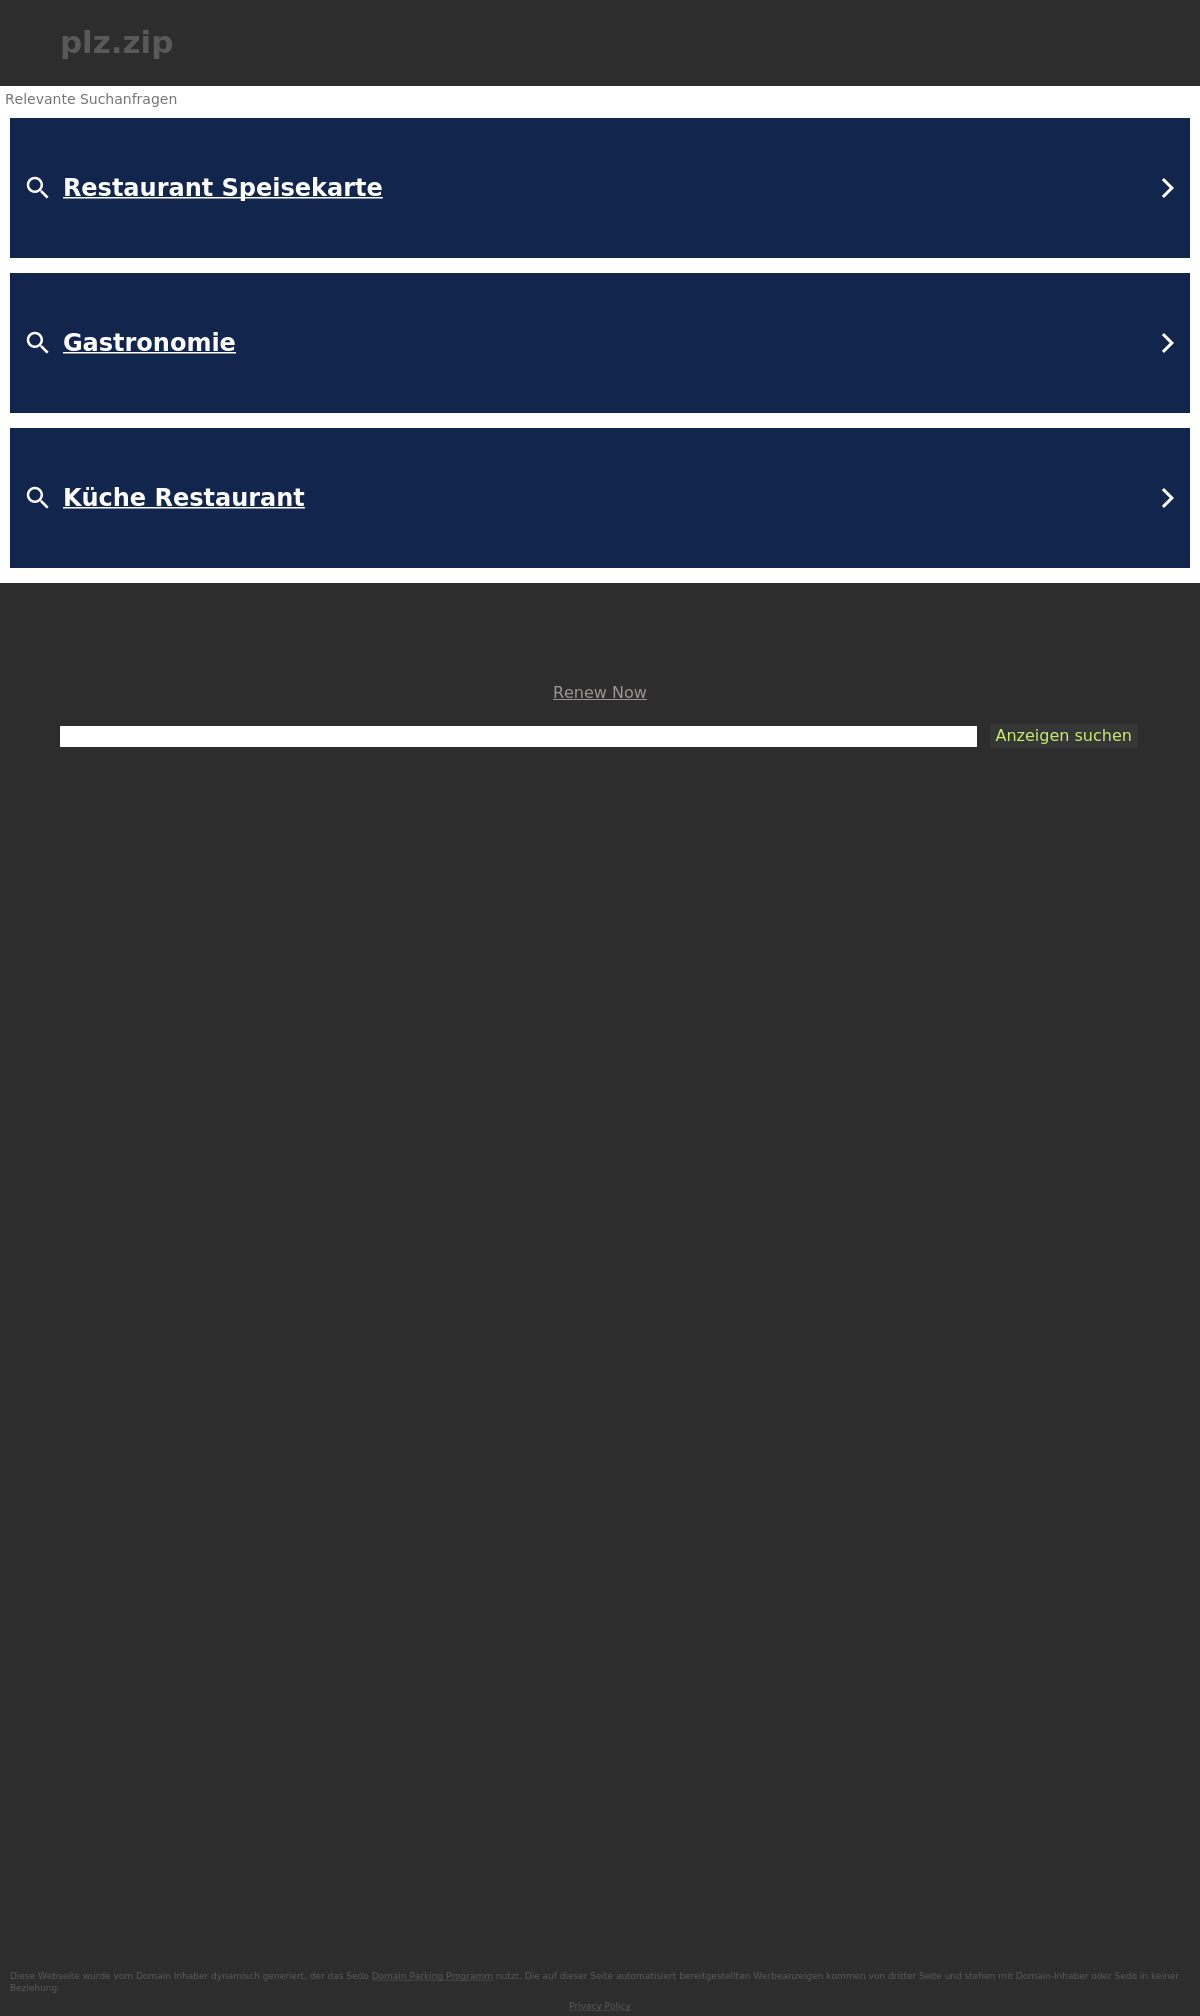 plz.zip
Relevante Suchanfragen
Restaurant Speisekarte
Gastronomie
Küche Restaurant
Renew Now
Anzeigen suchen
Diese Webseite wurde vom Domain Inhaber dynamisch generiert, der das Sedo Domain Parking Programm nutzt. Die auf dieser Seite automatisiert bereitgestellten Werbeanzeigen kommen von dritter Seite und stehen mit Domain-Inhaber oder Sedo in keiner
Beziehung.
Privacy Policy